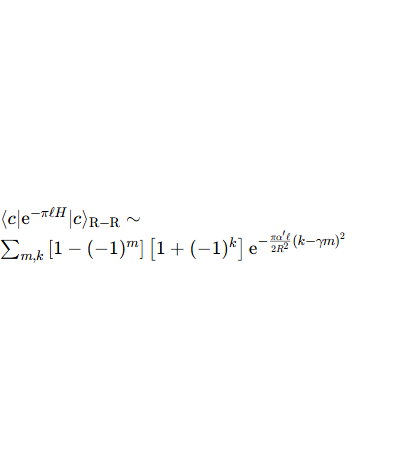 ⟨c|e^{−πℓH}|c⟩_{R−R} ∼
∑_{m,k} [1 − (−1)^m] [1 + (−1)^k] e^{−\frac{πα′ℓ}{2R^2}(k−γm)^2}